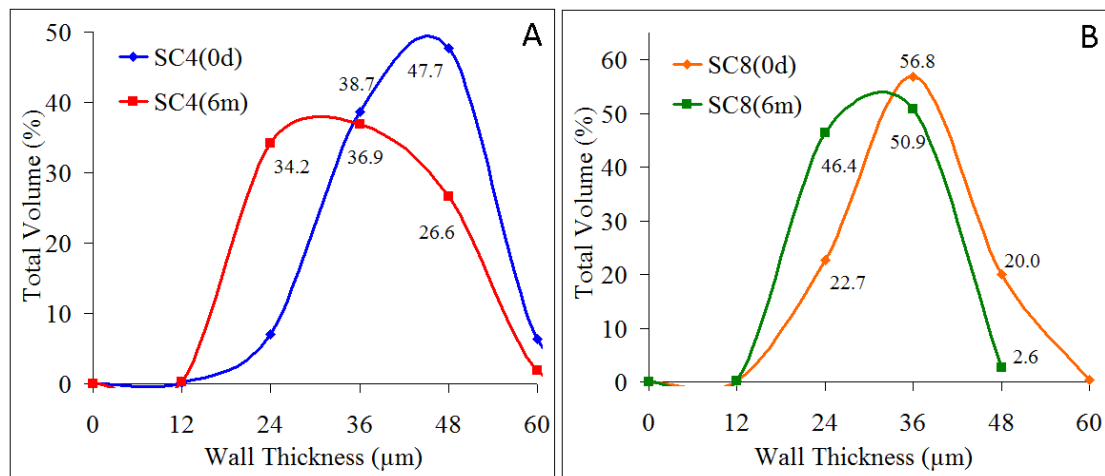 A
SC4(0d)
SC4(6m)
Total Volume (%)
50
40
30
20
10
0
38.7
47.7
34.2
36.9
26.6
0 12 24 36 48 60
Wall Thickness (µm)
B
SC8(0d)
SC8(6m)
Total Volume (%)
60
50
40
30
20
10
0
56.8
46.4
50.9
22.7
20.0
2.6
0 12 24 36 48 60
Wall Thickness (µm)